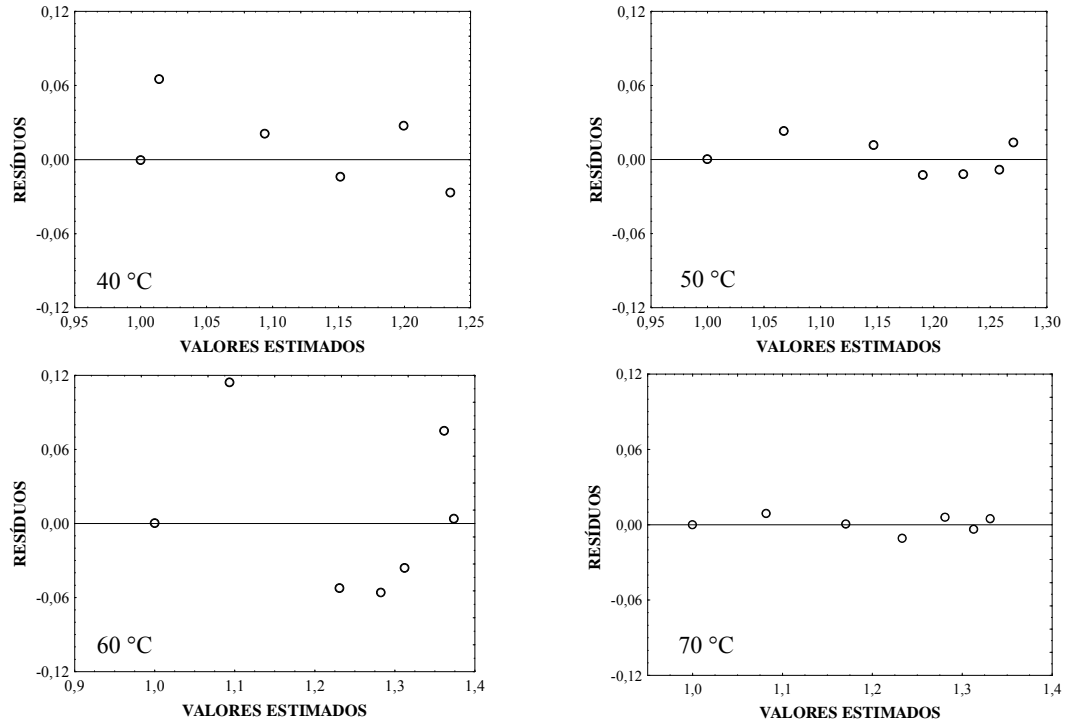 0,12
0,06
0,00
-0,06
-0,12
RESÍDUOS
40 °C
0,95 1,00 1,05 1,10 1,15 1,20 1,25
VALORES ESTIMADOS
0,12
0,06
0,00
-0,06
-0,12
RESÍDUOS
50 °C
0,95 1,00 1,05 1,10 1,15 1,20 1,25 1,30
VALORES ESTIMADOS
0,12
0,06
0,00
-0,06
-0,12
RESÍDUOS
60 °C
0,9 1,0 1,1 1,2 1,3 1,4
VALORES ESTIMADOS
0,12
0,06
0,00
-0,06
-0,12
RESÍDUOS
70 °C
1,0 1,1 1,2 1,3 1,4
VALORES ESTIMADOS